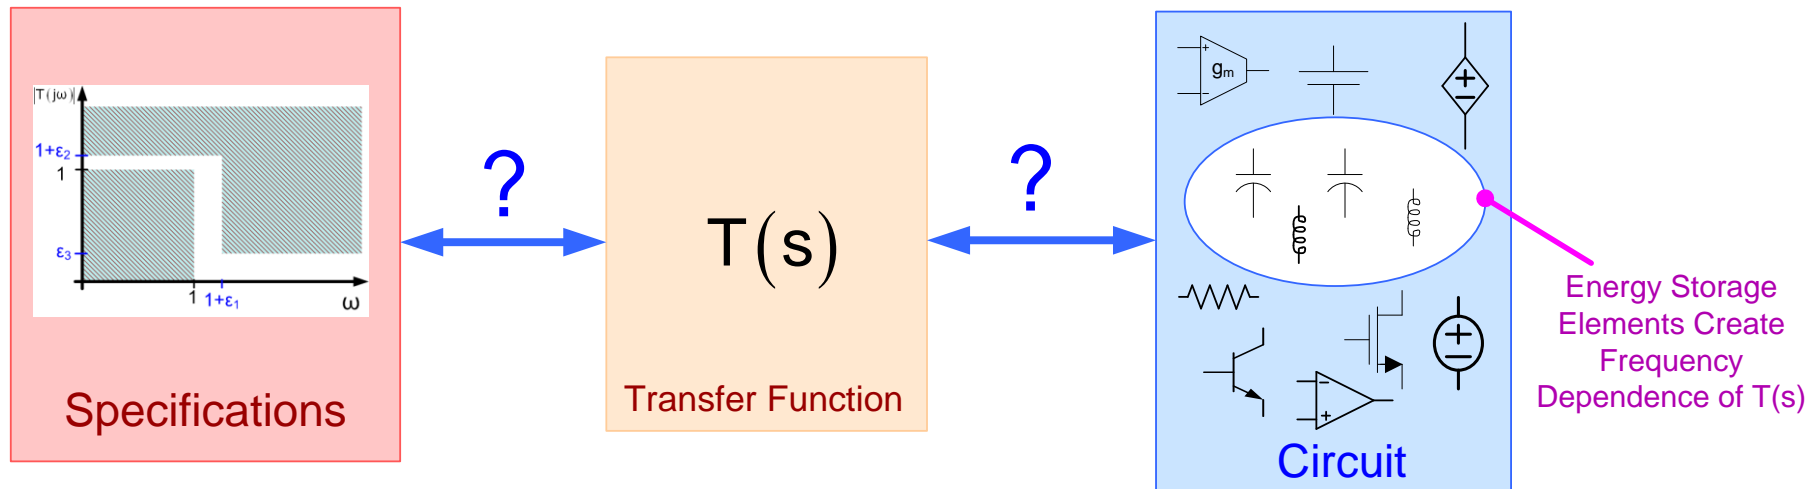 |T(jω)|
1+ε₂
1
ε₃
1
1+ε₁
ω
Specifications
?
T(s)
Transfer Function
?
gₘ
+
−
+
−
+
−
−
+
Circuit
Energy Storage
Elements Create
Frequency
Dependence of T(s)